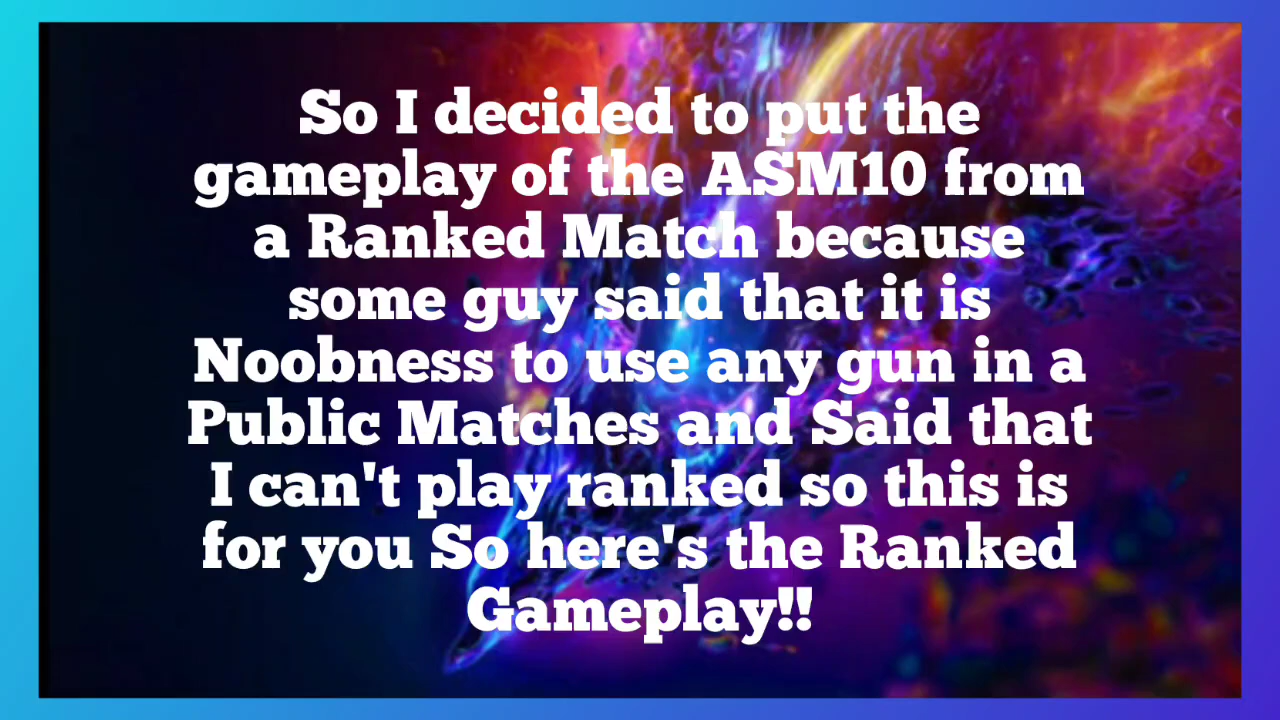 So I decided to put the
gameplay of the ASM10 from
a Ranked Match because
some guy said that it is
Noobness to use any gun in a
Public Matches and Said that
I can't play ranked so this is
for you So here's the Ranked
Gameplay!!